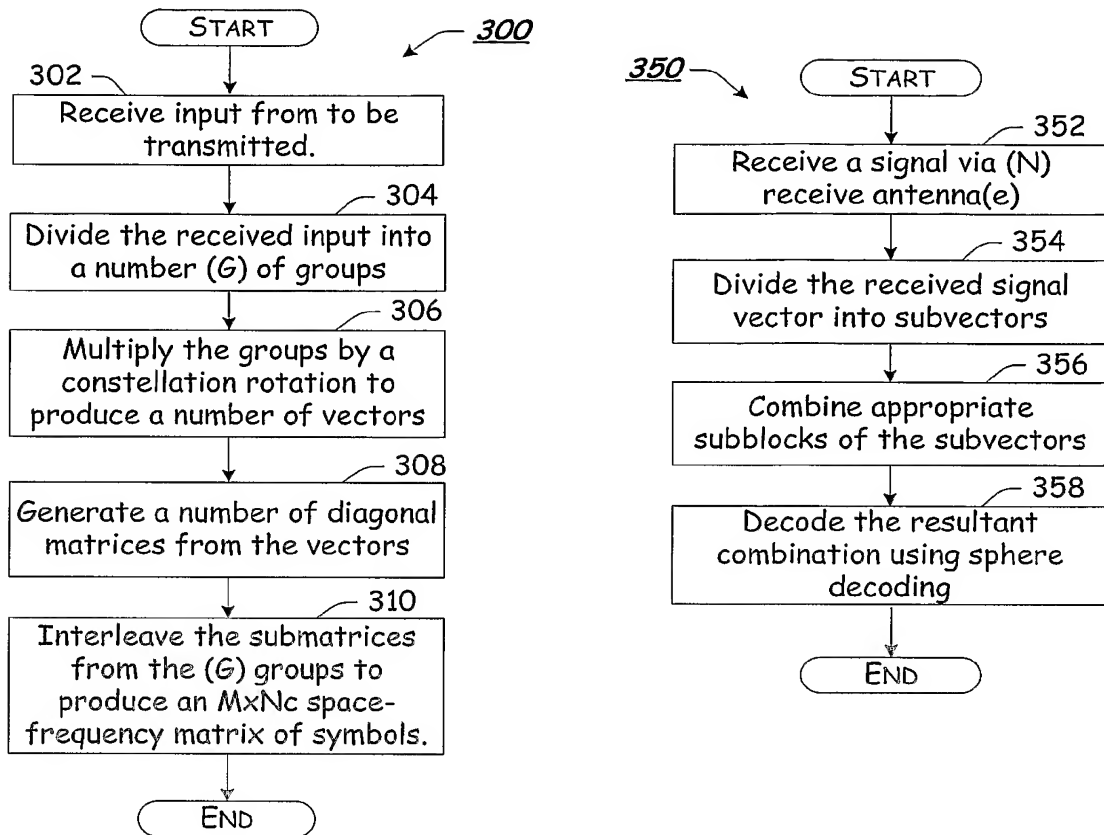 START
300
302
Receive input from to be
transmitted.
304
Divide the received input into
a number (G) of groups
306
Multiply the groups by a
constellation rotation to
produce a number of vectors
308
Generate a number of diagonal
matrices from the vectors
310
Interleave the submatrices
from the (G) groups to
produce an MxNc space-
frequency matrix of symbols.
END
350
START
352
Receive a signal via (N)
receive antenna(e)
354
Divide the received signal
vector into subvectors
356
Combine appropriate
subblocks of the subvectors
358
Decode the resultant
combination using sphere
decoding
END